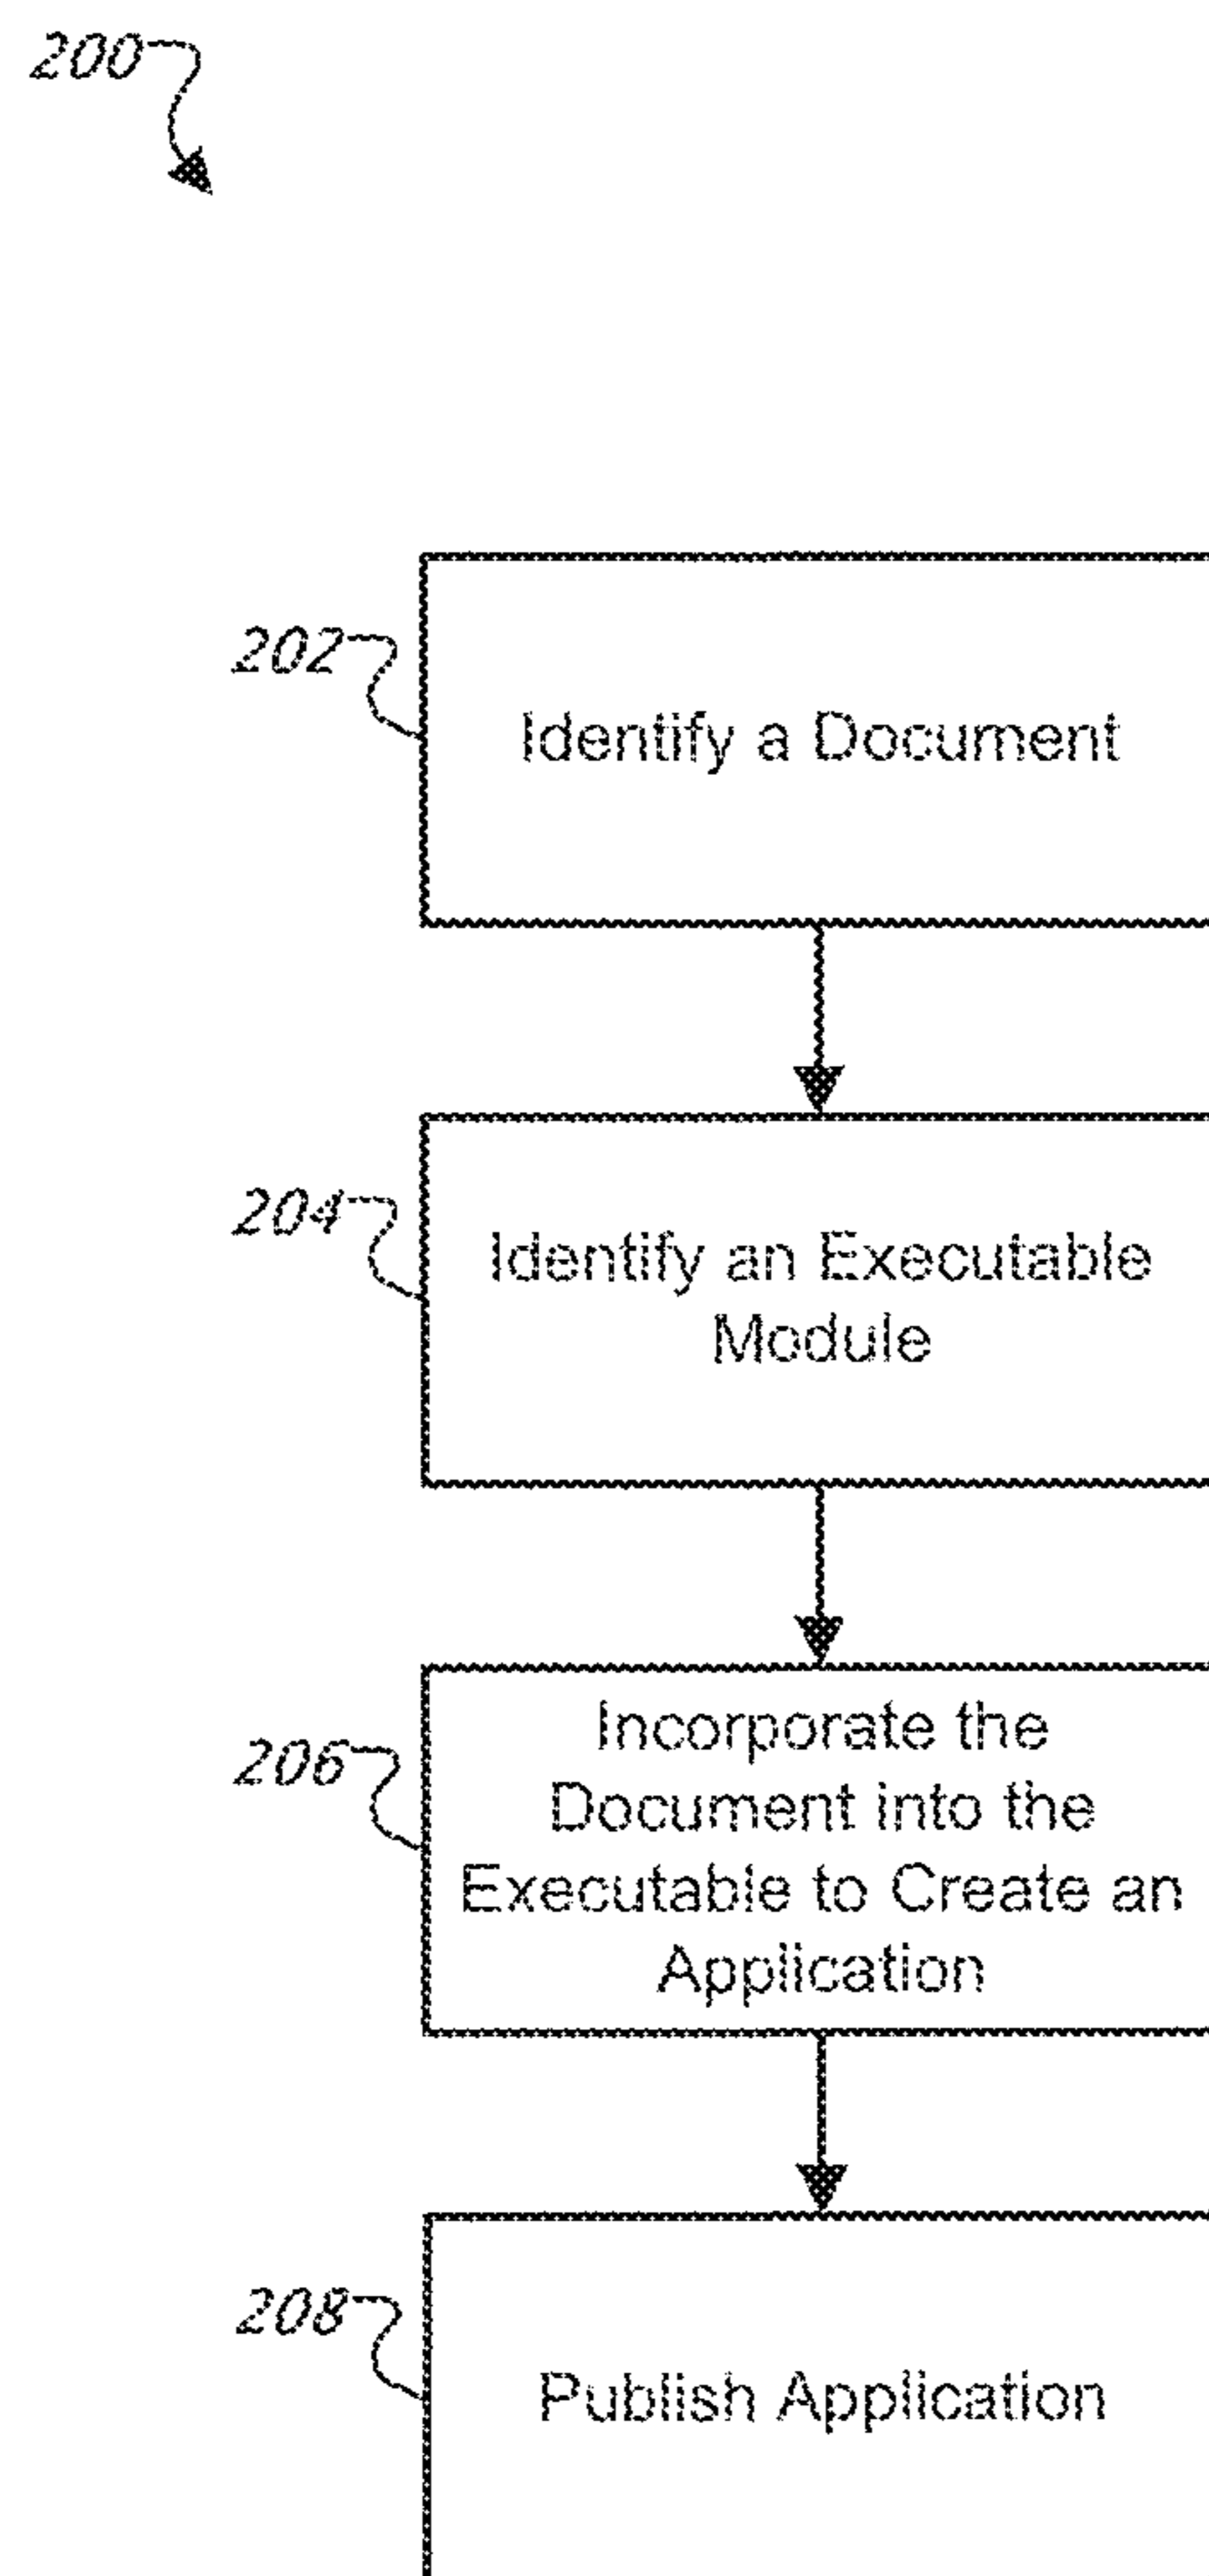 200
202
Identify a Document
204
Identify an Executable
Module
206
Incorporate the
Document into the
Executable to Create an
Application
208
Publish Application